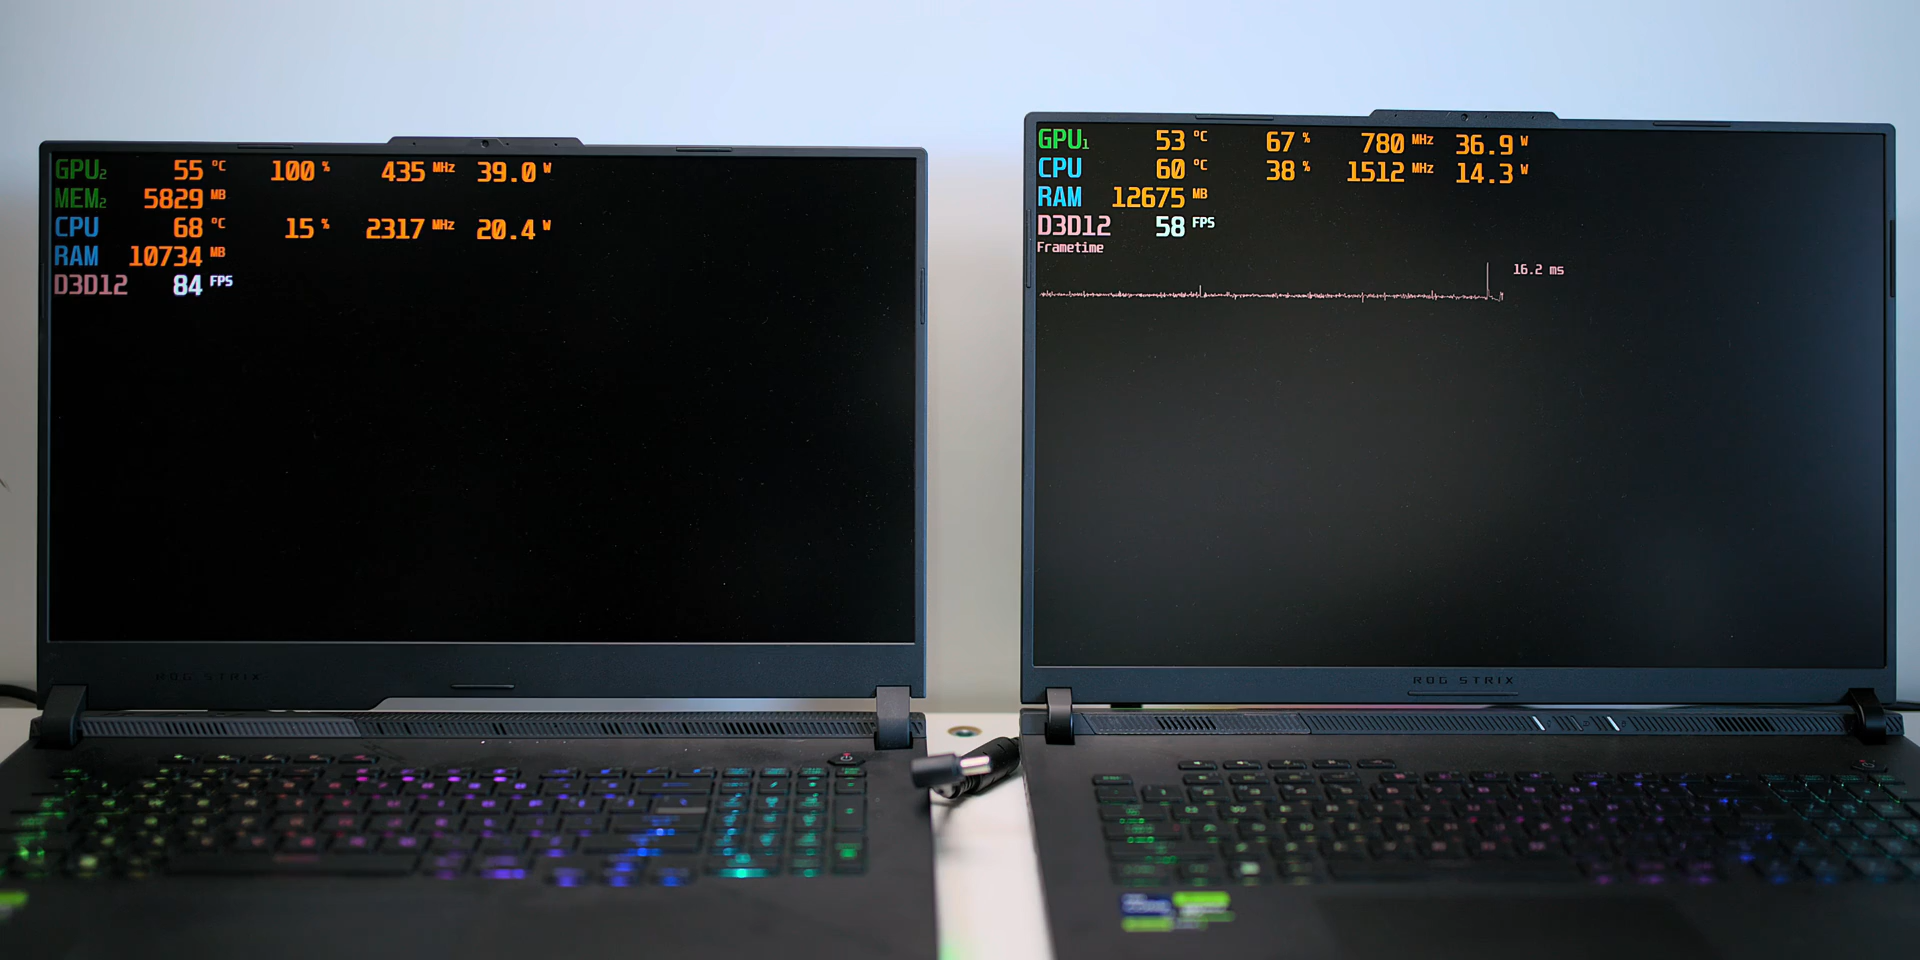 GPU2 55 °C 100 % 435 MHz 39.0 W
MEM2 5829 MB
CPU 68 °C 15 % 2317 MHz 20.4 W
RAM 10734 MB
D3D12 84 FPS
ROG STRIX
GPU1 53 °C 67 % 780 MHz 36.9 W
CPU 60 °C 38 % 1512 MHz 14.3 W
RAM 12675 MB
D3D12 58 FPS
Frametime
16.2 ms
ROG STRIX